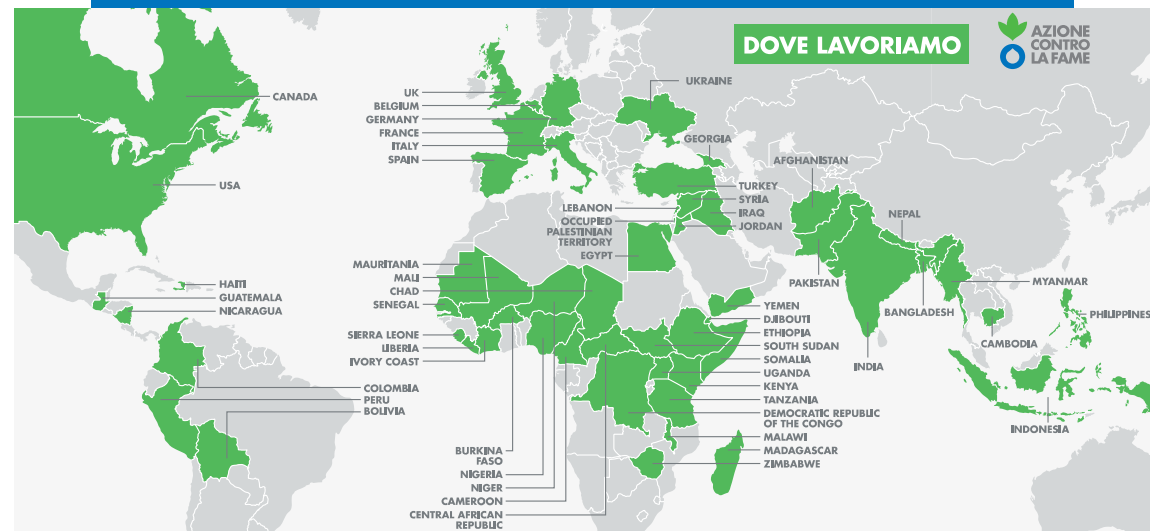 DOVE LAVORIAMO
AZIONE
CONTRO
LA FAME
CANADA
USA
HAITI
GUATEMALA
NICARAGUA
COLOMBIA
PERU
BOLIVIA
UK
BELGIUM
GERMANY
FRANCE
ITALY
SPAIN
UKRAINE
GEORGIA
TURKEY
SYRIA
IRAQ
JORDAN
LEBANON
OCCUPIED
PALESTINIAN
TERRITORY
EGYPT
MAURITANIA
MALI
CHAD
SENEGAL
SIERRA LEONE
LIBERIA
IVORY COAST
BURKINA
FASO
NIGERIA
NIGER
CAMEROON
CENTRAL AFRICAN
REPUBLIC
YEMEN
DJIBOUTI
ETHIOPIA
SOUTH SUDAN
SOMALIA
UGANDA
KENYA
TANZANIA
DEMOCRATIC REPUBLIC
OF THE CONGO
MALAWI
MADAGASCAR
ZIMBABWE
AFGHANISTAN
NEPAL
PAKISTAN
BANGLADESH
INDIA
MYANMAR
PHILIPPINES
CAMBODIA
INDONESIA